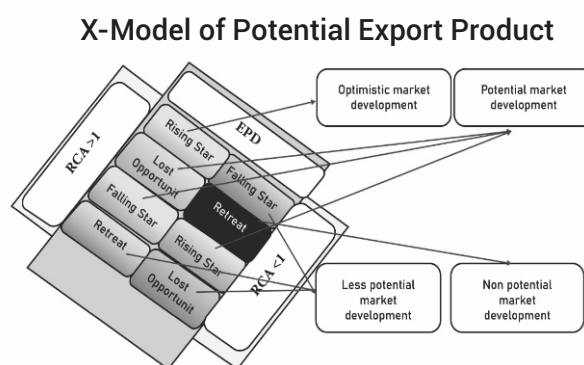 X-Model of Potential Export Product
Optimistic market
development
Potential market
development
EPD
RCA >1
Rising Star
Lost
Opportunit
Falling Star
Falling Star
Retreat
Retreat
Rising Star
Lost
Opportunit
RCA <1
Less potential
market
development
Non potential
market
development